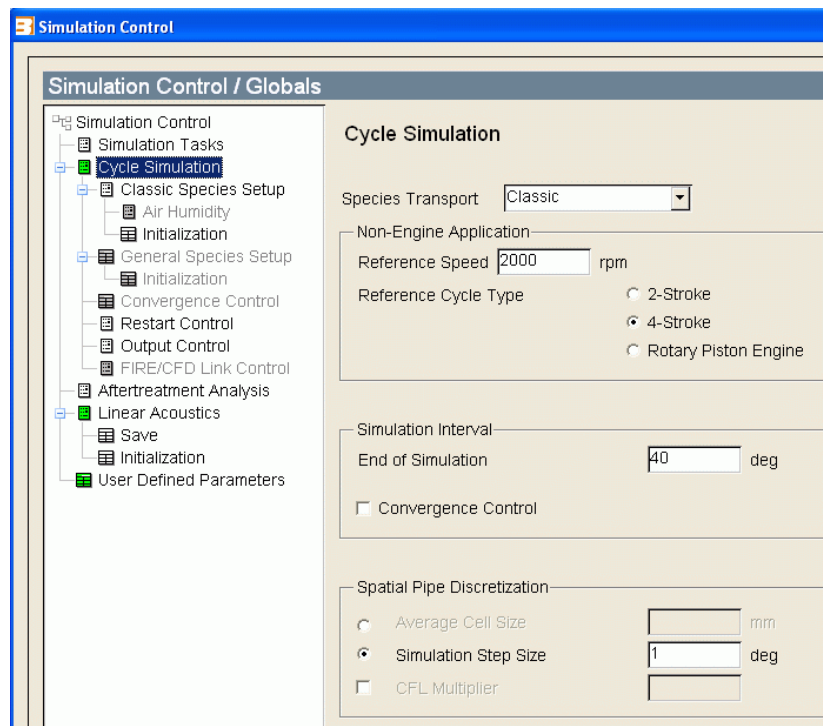 Simulation Control
Simulation Control / Globals
Simulation Control
Simulation Tasks
Cycle Simulation
Classic Species Setup
Air Humidity
Initialization
General Species Setup
Initialization
Convergence Control
Restart Control
Output Control
FIRE/CFD Link Control
Aftertreatment Analysis
Linear Acoustics
Save
Initialization
User Defined Parameters
Cycle Simulation
Species Transport Classic
Non-Engine Application
Reference Speed 2000 rpm
Reference Cycle Type 2-Stroke
4-Stroke
Rotary Piston Engine
Simulation Interval
End of Simulation 40 deg
Convergence Control
Spatial Pipe Discretization
Average Cell Size mm
Simulation Step Size 1 deg
CFL Multiplier